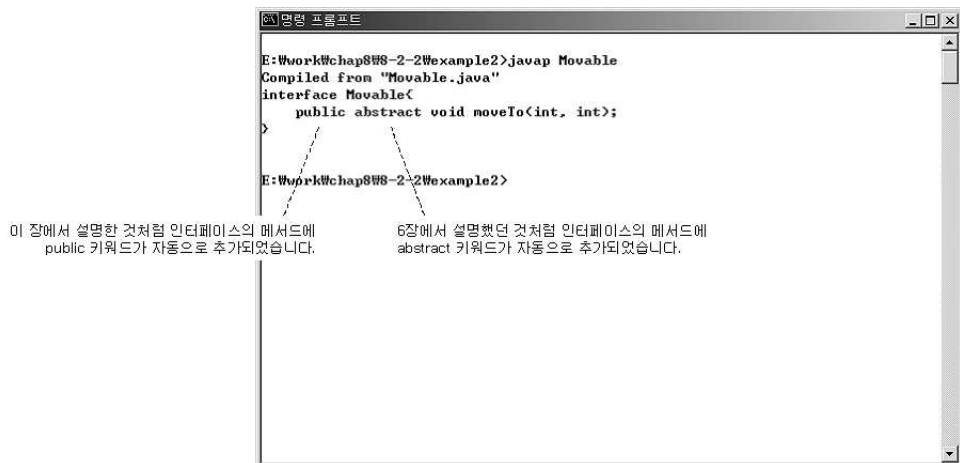 명령 프롬프트
E:₩work₩chap8₩8-2-2₩example2>javap Movable
Compiled from "Movable.java"
interface Movable{
public abstract void moveTo(int, int);
}
E:₩work₩chap8₩8-2-2₩example2>
이 장에서 설명한 것처럼 인터페이스의 메서드에
public 키워드가 자동으로 추가되었습니다.
6장에서 설명했던 것처럼 인터페이스의 메서드에
abstract 키워드가 자동으로 추가되었습니다.